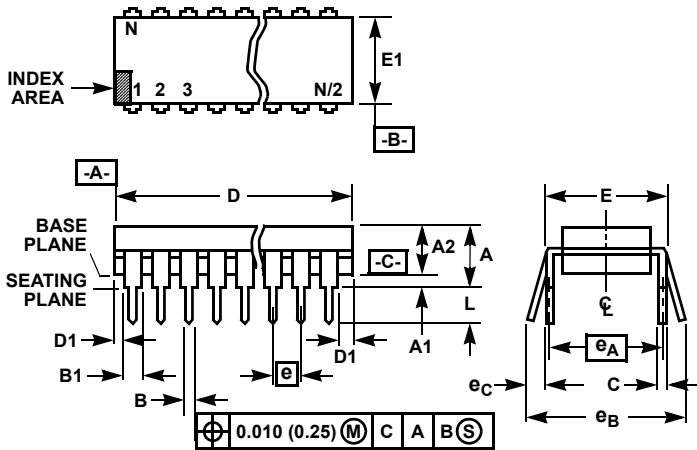 N
E1
INDEX
AREA
1 2 3 N/2
-B-
-A-
D
E
BASE
PLANE
A2
A
-C-
SEATING
PLANE
L
C
L
D1
A1
D1
eA
B1
e
eC
C
B
eB
0.010 (0.25) M C A B S